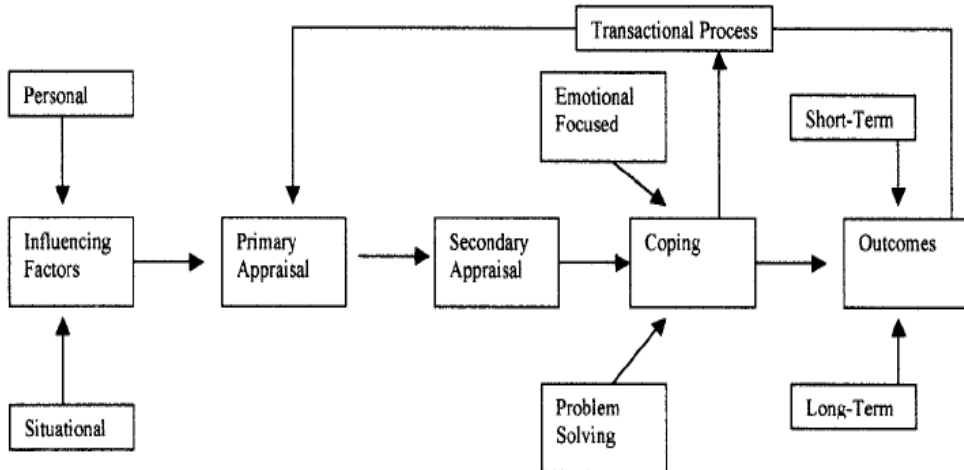 Transactional Process
Personal
Emotional
Focused
Short-Term
Influencing
Factors
Primary
Appraisal
Secondary
Appraisal
Coping
Outcomes
Situational
Problem
Solving
Long-Term